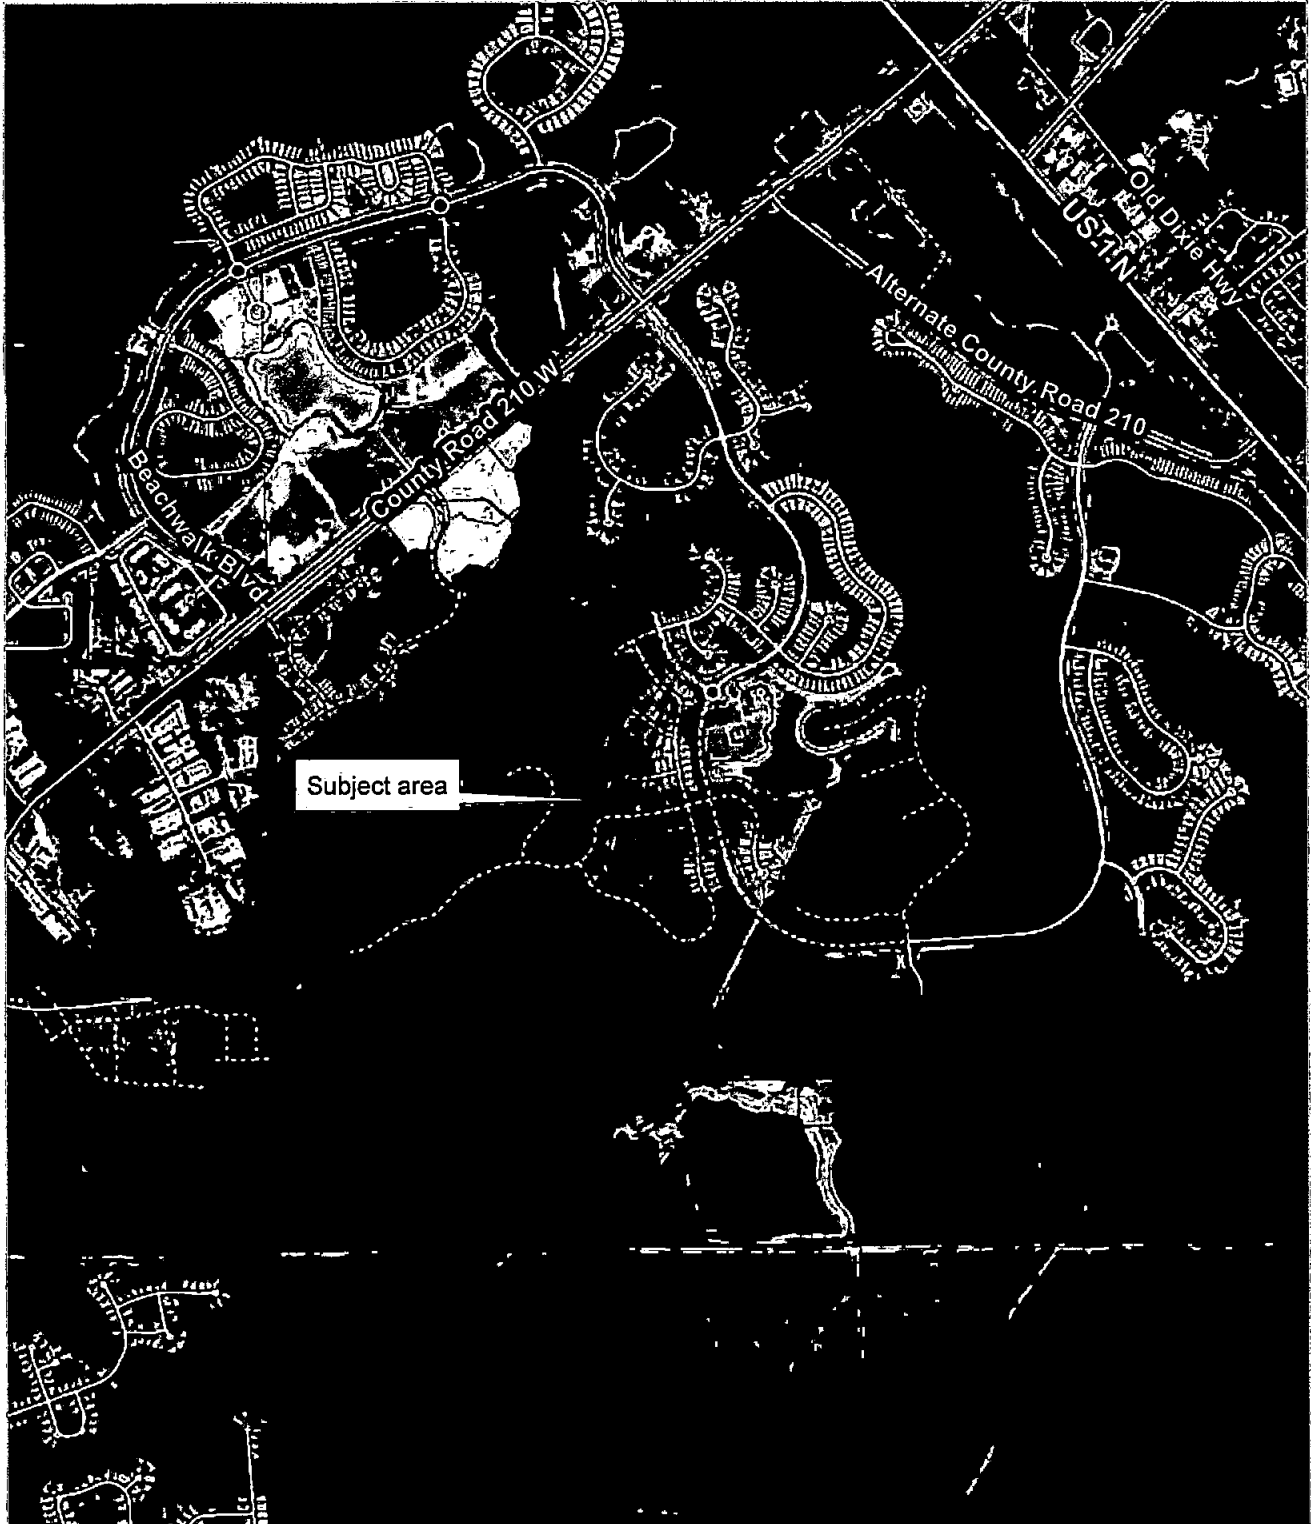 Old Dixie Hwy
US-1 N
Alternate County Road 210
County Road 210 W
Beachwalk Blvd
Subject area